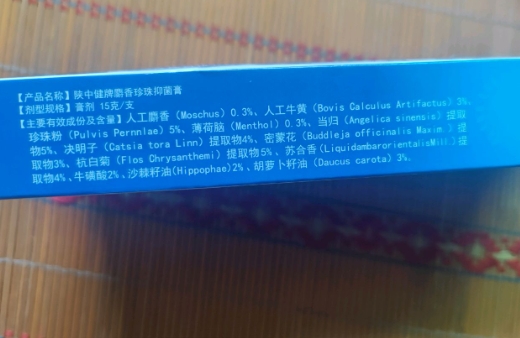 【产品名称】陕中健牌麝香珍珠抑菌膏
【剂型规格】膏剂 15克/支
【主要有效成份及含量】人工麝香（Moschus）0.3%、人工牛黄（Bovis Calculus Artifactus）3%、
珍珠粉（Pulvis Pernnlae）5%、薄荷脑（Menthol）0.3%、当归（Angelica sinensis）提取
物5%、决明子（Catsia tora Linn）提取物4%、密蒙花（Buddleja officinalis Maxim.）提
取物3%、杭白菊（Flos Chrysanthemi）提取物5%、苏合香（LiquidambarorientalisMill）提
取物4%、牛磺酸2%、沙棘籽油(Hippophae)2%、胡萝卜籽油（Daucus carota）3%。